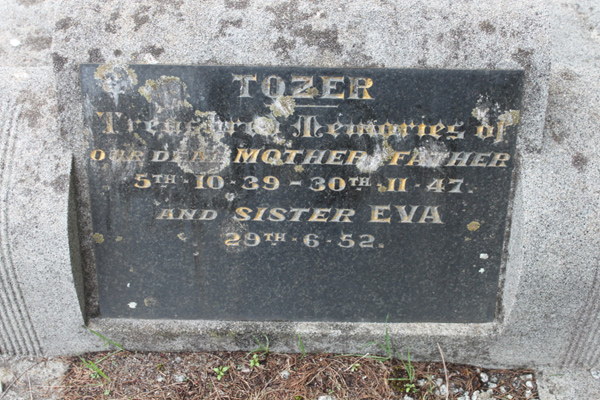 TOZER
Treasured Memories of
OUR DEAR MOTHER FATHER
5TH·10·39 - 30TH·11·47.
AND SISTER EVA
29TH·6·52.